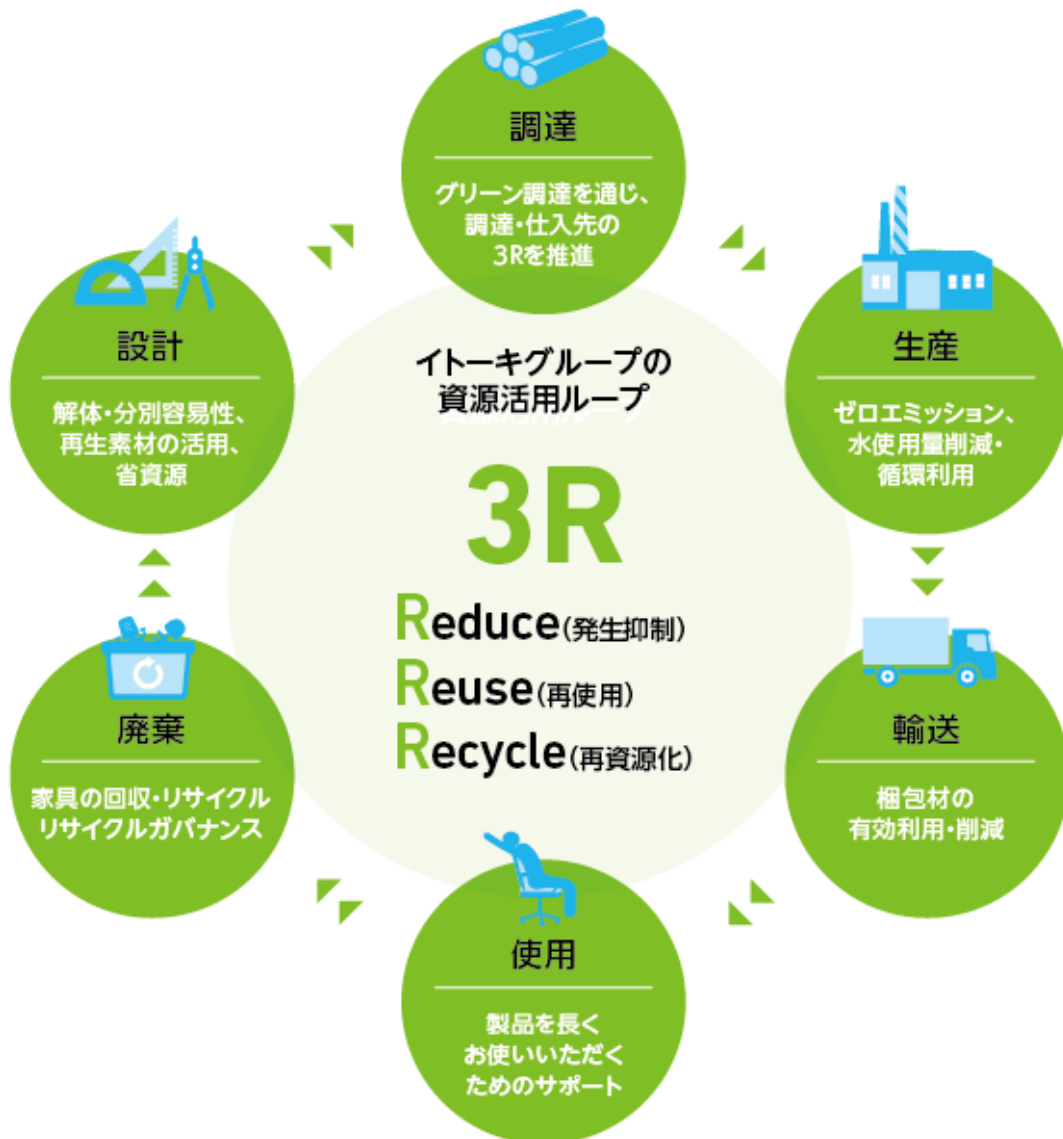 調達
グリーン調達を通じ、
調達・仕入先の
3Rを推進
生産
ゼロエミッション、
水使用量削減・
循環利用
輸送
梱包材の
有効利用・削減
使用
製品を長く
お使いいただく
ためのサポート
廃棄
家具の回収・リサイクル
リサイクルガバナンス
設計
解体・分別容易性、
再生素材の活用、
省資源
イトーキグループの
資源活用ループ
3R
Reduce(発生抑制)
Reuse(再使用)
Recycle(再資源化)